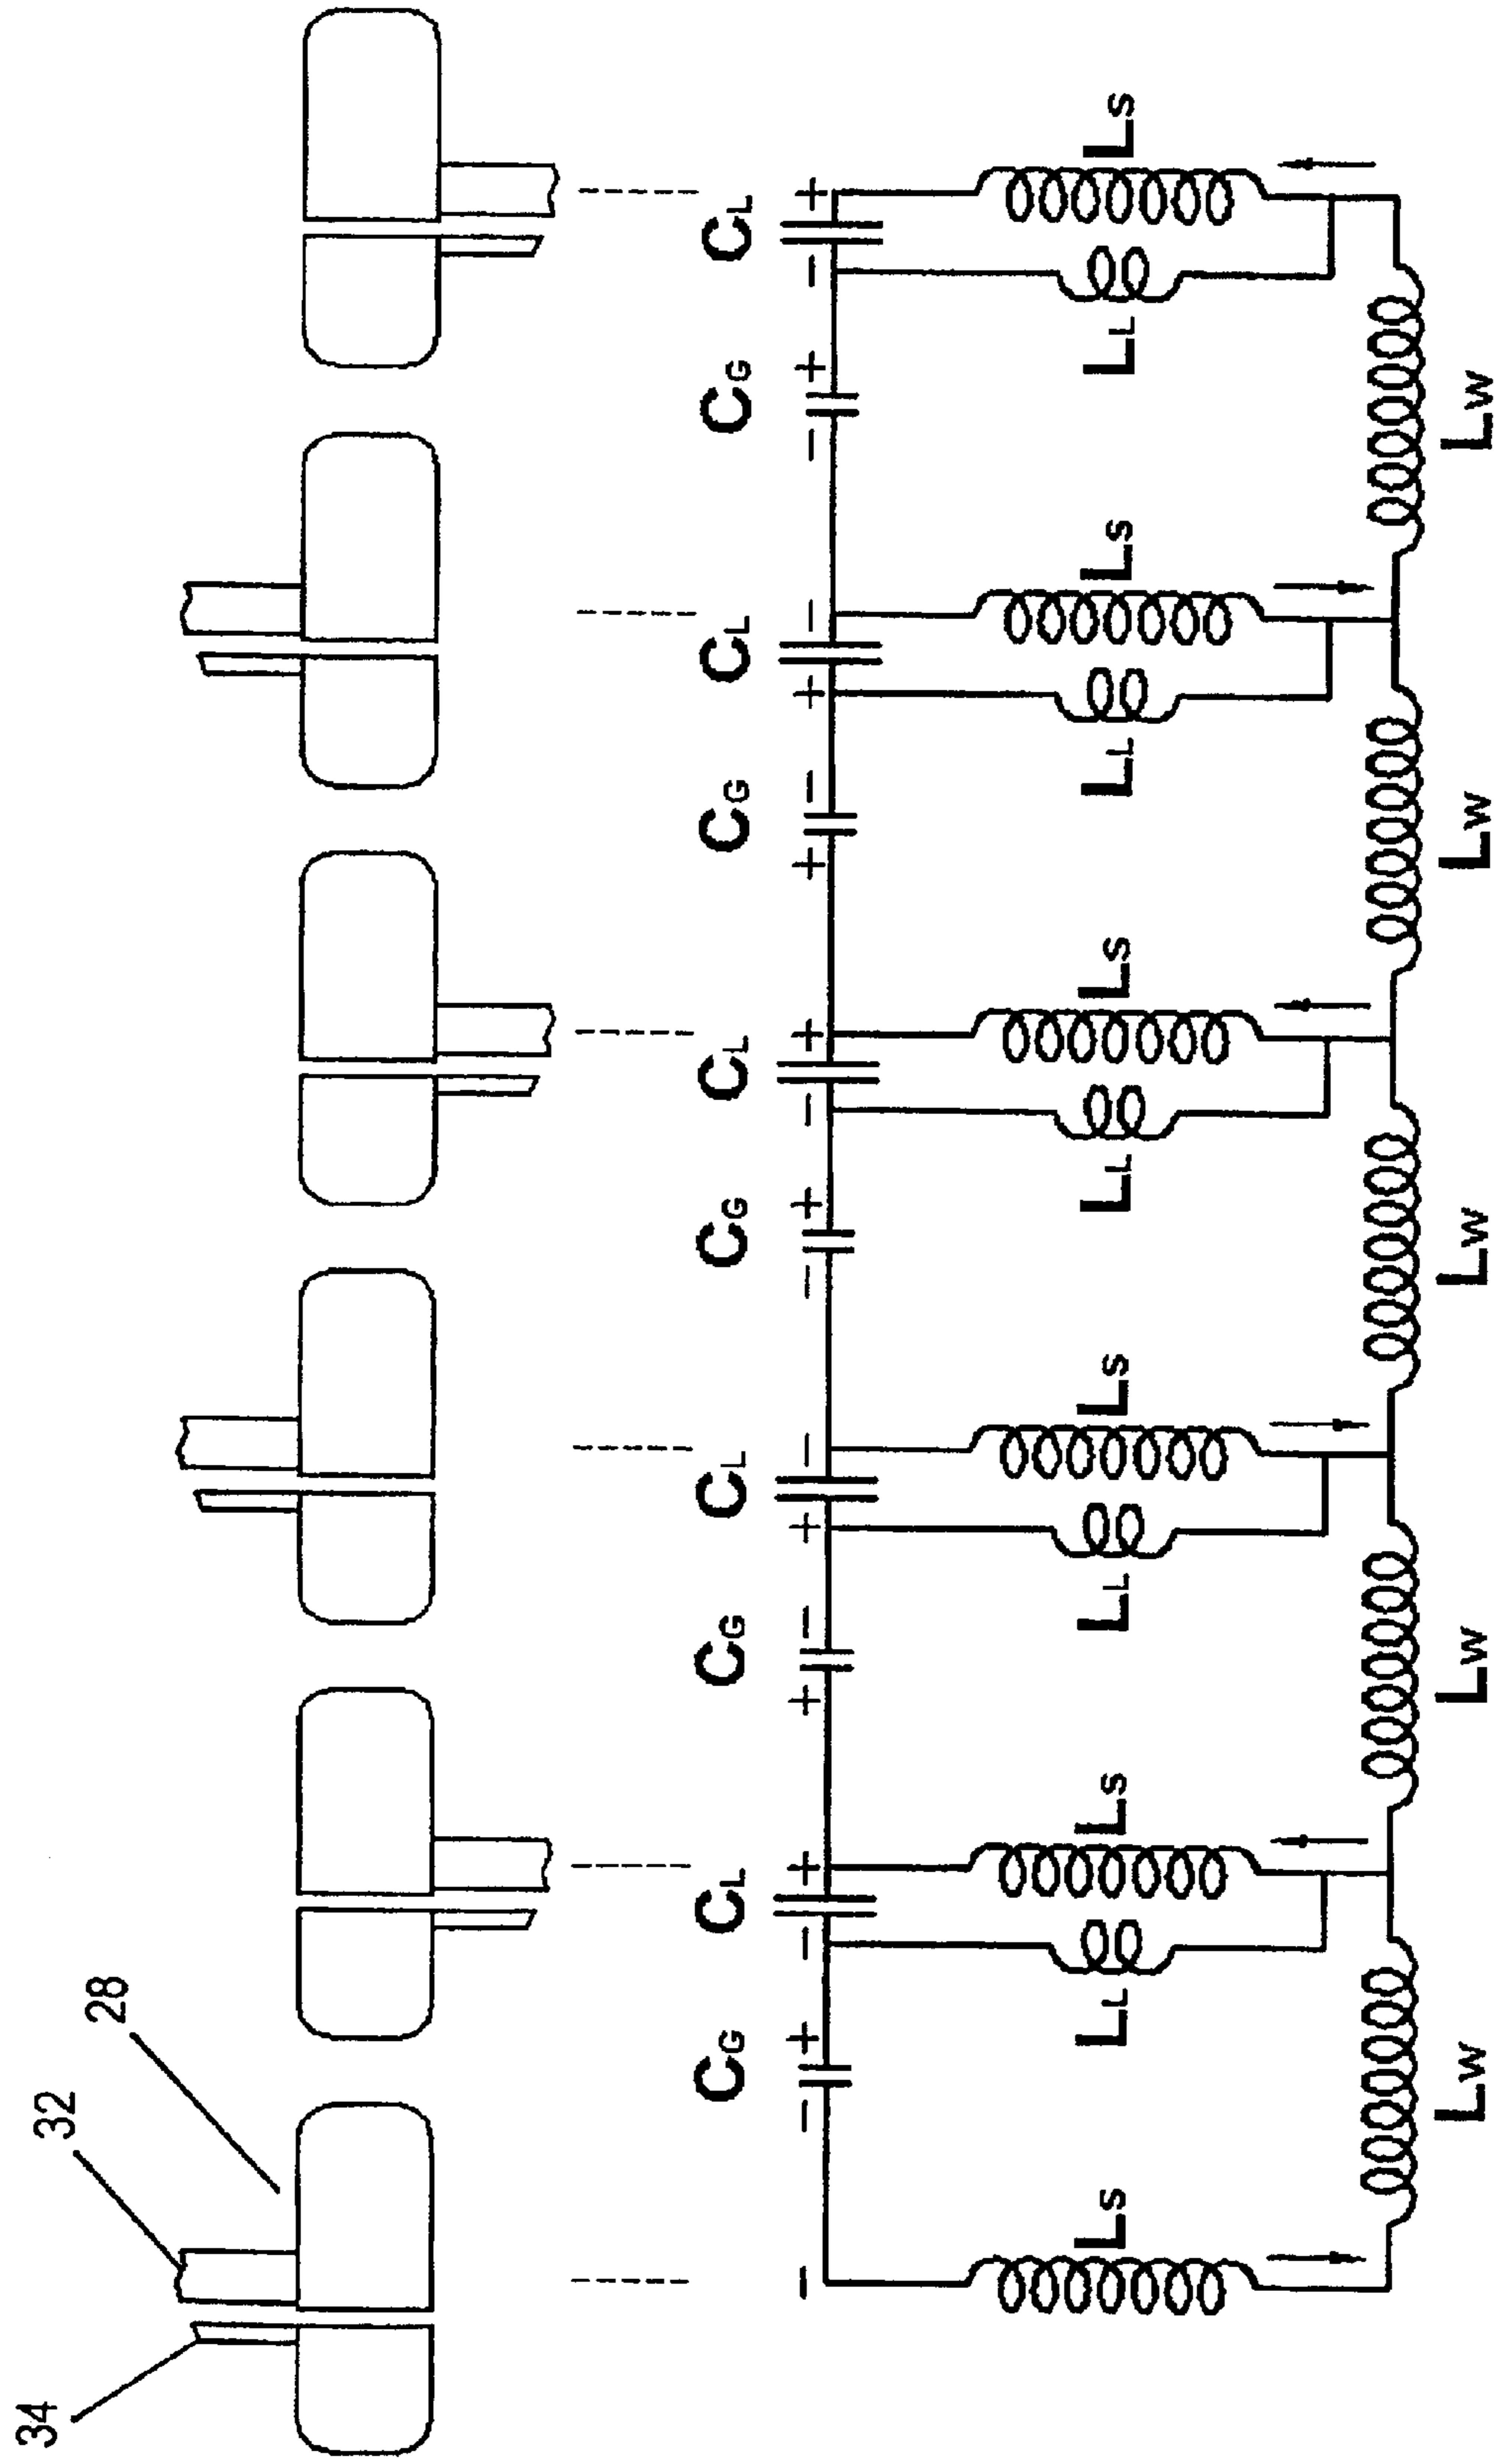 34 32 28
CG CL CG CL CG CL CG CL CG CL
− − + − + + − + − − + − + + − + − − + − +
LS LL LS LL LS LL LS LL LS LL LS
LW LW LW LW LW